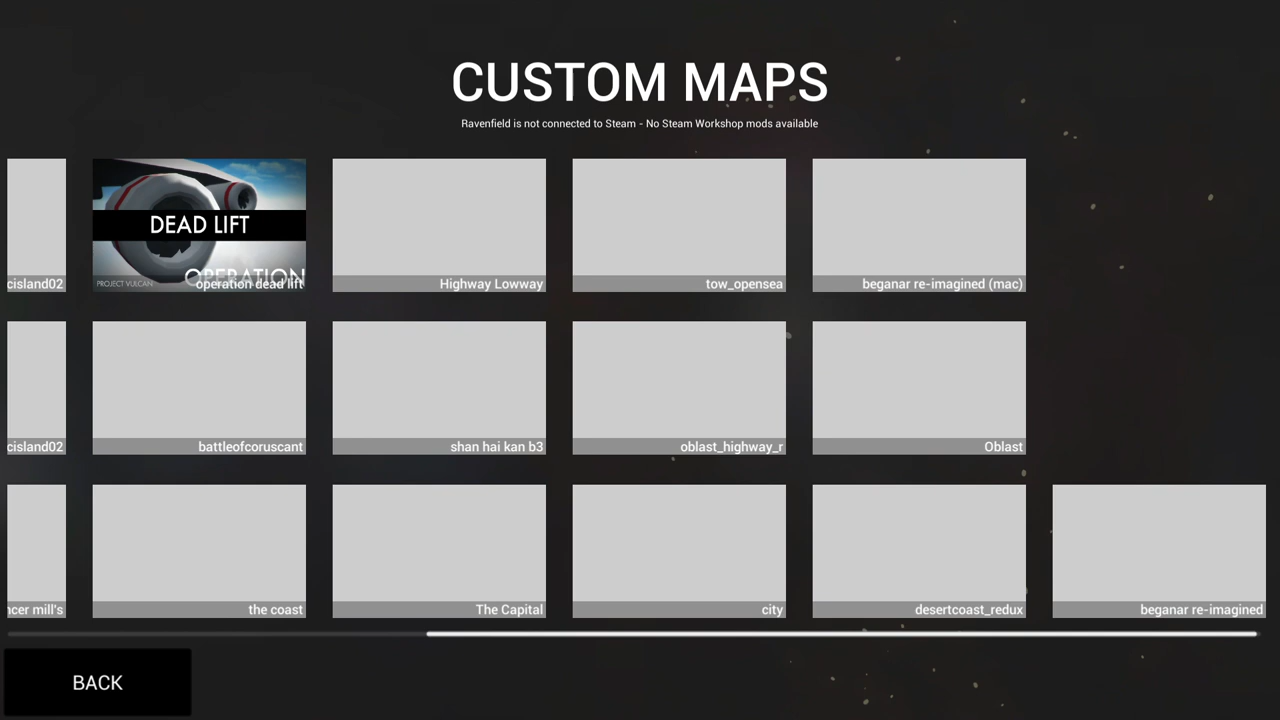 CUSTOM MAPS
Ravenfield is not connected to Steam - No Steam Workshop mods available
cisland02
DEAD LIFT
OPERATION
PROJECT VULCAN
operation dead lift
Highway Lowway
tow_opensea
beganar re-imagined (mac)
cisland02
battleofcoruscant
shan hai kan b3
oblast_highway_r
Oblast
ncer mill's
the coast
The Capital
city
desertcoast_redux
beganar re-imagined
BACK